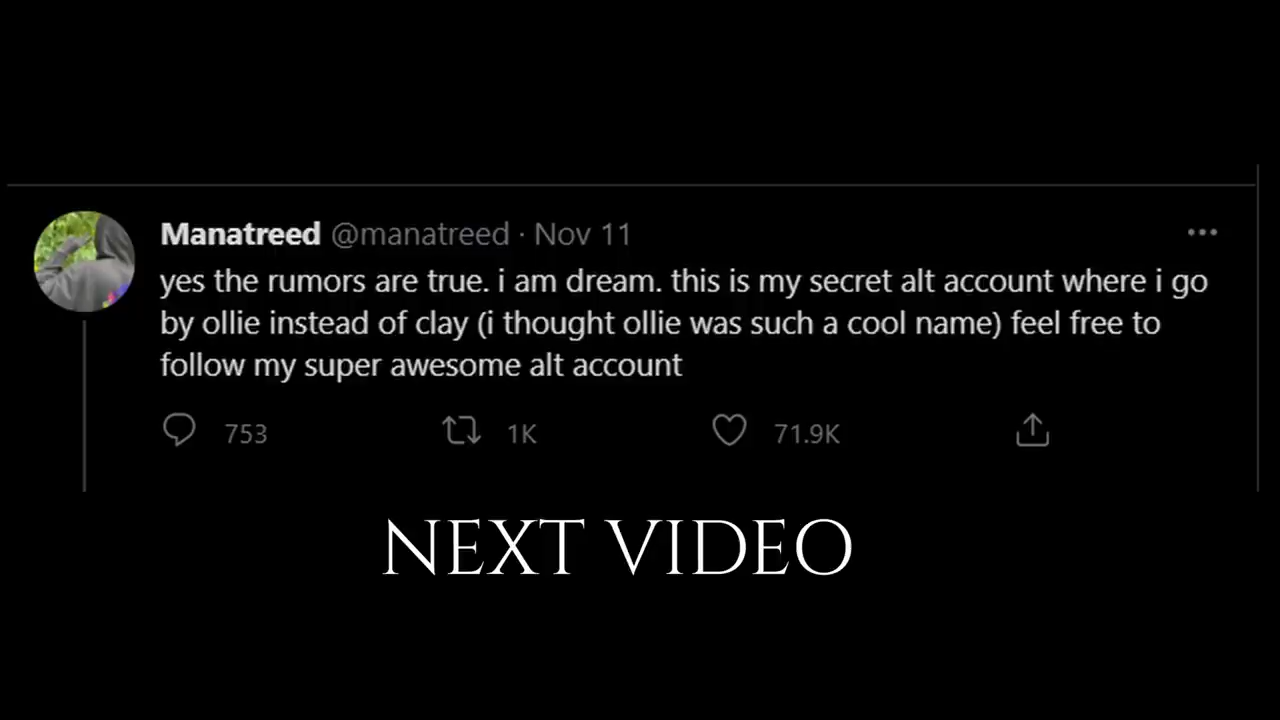 Manatreed @manatreed · Nov 11
yes the rumors are true. i am dream. this is my secret alt account where i go
by ollie instead of clay (i thought ollie was such a cool name) feel free to
follow my super awesome alt account
753 1K 71.9K
NEXT VIDEO